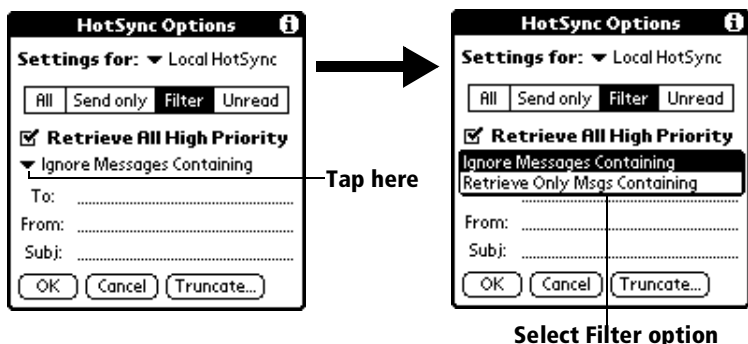 HotSync Options
Settings for: Local HotSync
All Send only Filter Unread
Retrieve All High Priority
Ignore Messages Containing
To:
From:
Subj:
OK Cancel Truncate...
Tap here
HotSync Options
Settings for: Local HotSync
All Send only Filter Unread
Retrieve All High Priority
Ignore Messages Containing
Retrieve Only Msgs Containing
From:
Subj:
OK Cancel Truncate...
Select Filter option